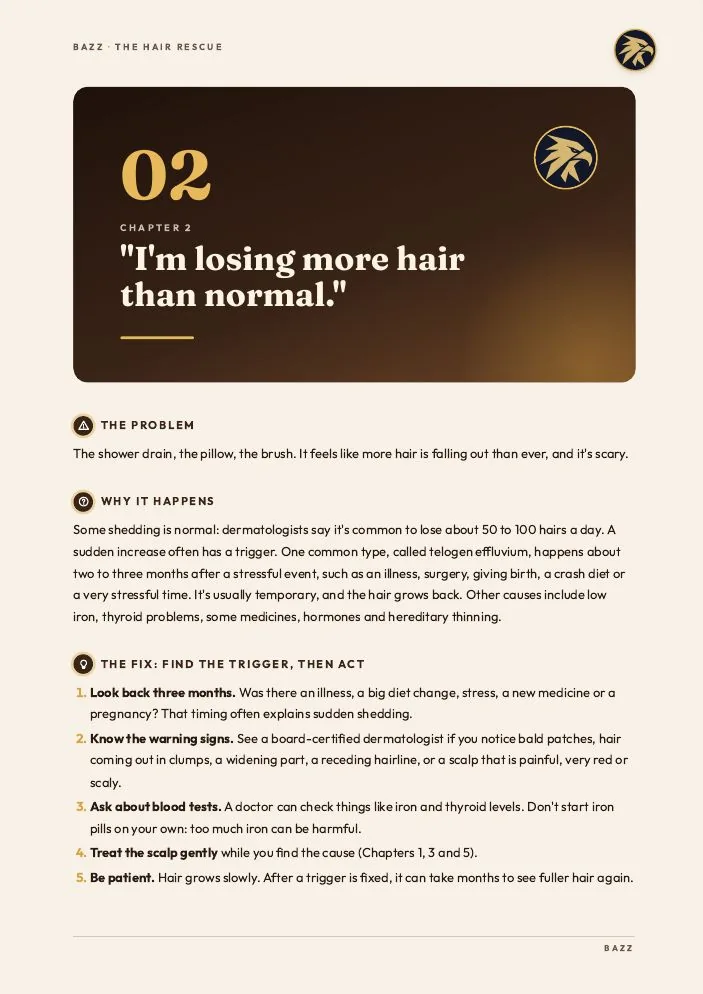 BAZZ · THE HAIR RESCUE
02
CHAPTER 2
"I'm losing more hair
than normal."
THE PROBLEM
The shower drain, the pillow, the brush. It feels like more hair is falling out than ever, and it's scary.
WHY IT HAPPENS
Some shedding is normal: dermatologists say it's common to lose about 50 to 100 hairs a day. A
sudden increase often has a trigger. One common type, called telogen effluvium, happens about
two to three months after a stressful event, such as an illness, surgery, giving birth, a crash diet or
a very stressful time. It's usually temporary, and the hair grows back. Other causes include low
iron, thyroid problems, some medicines, hormones and hereditary thinning.
THE FIX: FIND THE TRIGGER, THEN ACT
1. Look back three months. Was there an illness, a big diet change, stress, a new medicine or a
pregnancy? That timing often explains sudden shedding.
2. Know the warning signs. See a board-certified dermatologist if you notice bald patches, hair
coming out in clumps, a widening part, a receding hairline, or a scalp that is painful, very red or
scaly.
3. Ask about blood tests. A doctor can check things like iron and thyroid levels. Don't start iron
pills on your own: too much iron can be harmful.
4. Treat the scalp gently while you find the cause (Chapters 1, 3 and 5).
5. Be patient. Hair grows slowly. After a trigger is fixed, it can take months to see fuller hair again.
BAZZ